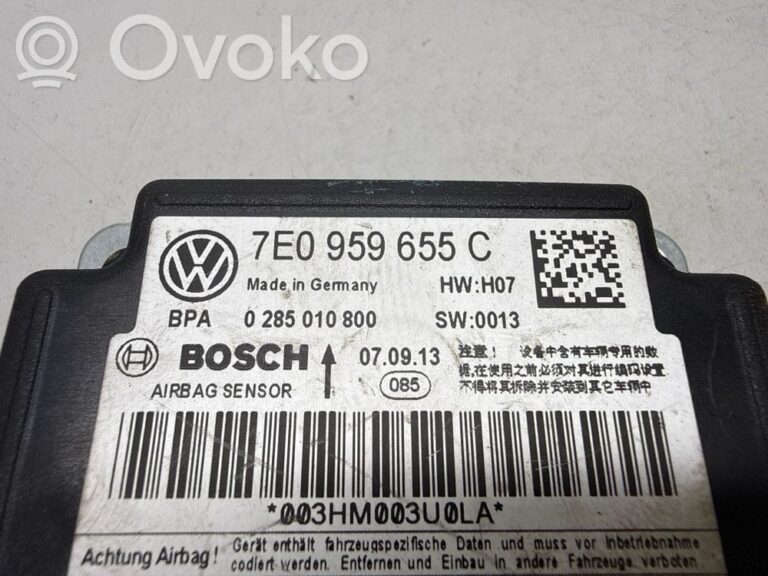 Ovoko
7E0 959 655 C
Made in Germany HW:H07
BPA 0 285 010 800 SW:0013
BOSCH 07.09.13
AIRBAG SENSOR 085
注意! 设备中含有车辆专用的数
据,在使用之前必须对其进行编码设置
不得将其拆除并安装到其它车辆中
*003HM003U0LA*
Achtung Airbag! Gerät enthält fahrzeugspezifische Daten und muss vor Inbetriebnahme
codiert werden. Entfernen und Einbau in andere Fahrzeuge verboten